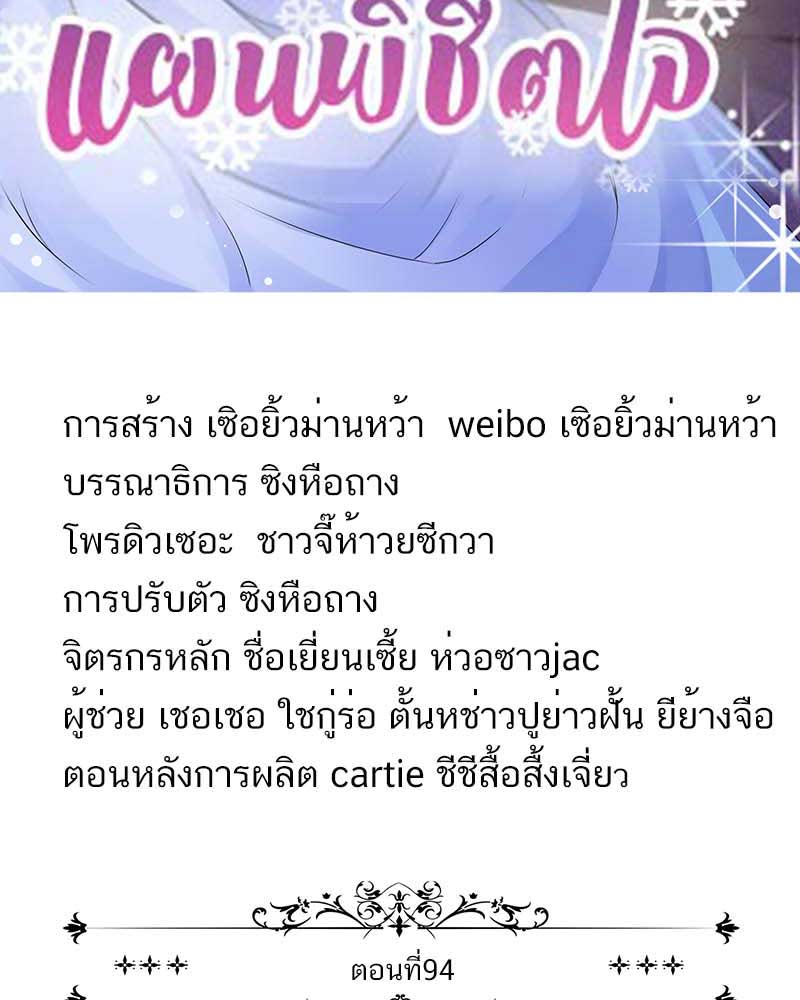 แผนพิชิตใจ
การสร้าง เซิอยิ้วม่านหว้า weibo เซิอยิ้วม่านหว้า
บรรณาธิการ ซิงหือถาง
โพรดิวเซอะ ชาวจี๊ห้าวยซีกวา
การปรับตัว ซิงหือถาง
จิตรกรหลัก ชื่อเยี่ยนเซี้ย ห่วอซาวjac
ผู้ช่วย เชอเชอ ใชกู่ร่อ ตั้นหช่าวปูย่าวฝั้น ยีย้างจือ
ตอนหลังการผลิต cartie ชีชีสื้อสิ้งเจี่ยว
ตอนที่94